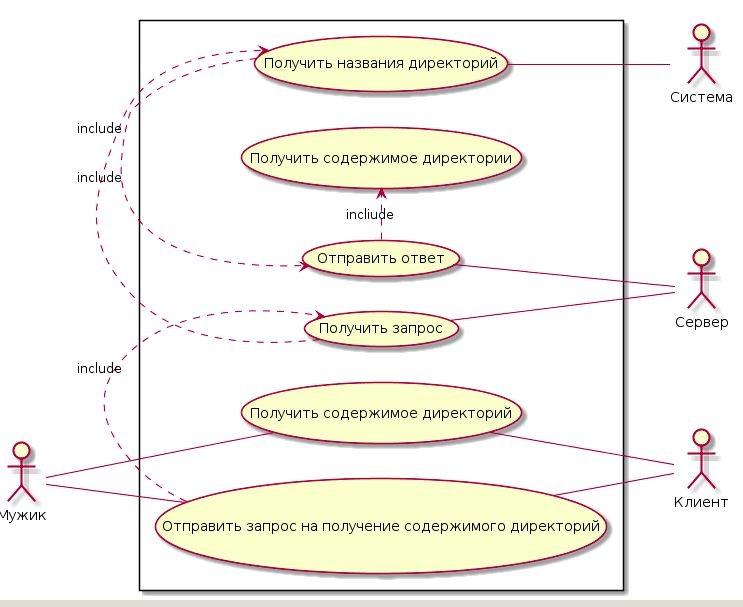 Получить названия директорий
Система
include
Получить содержимое директории
include
incliude
Отправить ответ
Сервер
Получить запрос
include
Получить содержимое директорий
Мужик
Клиент
Отправить запрос на получение содержимого директорий